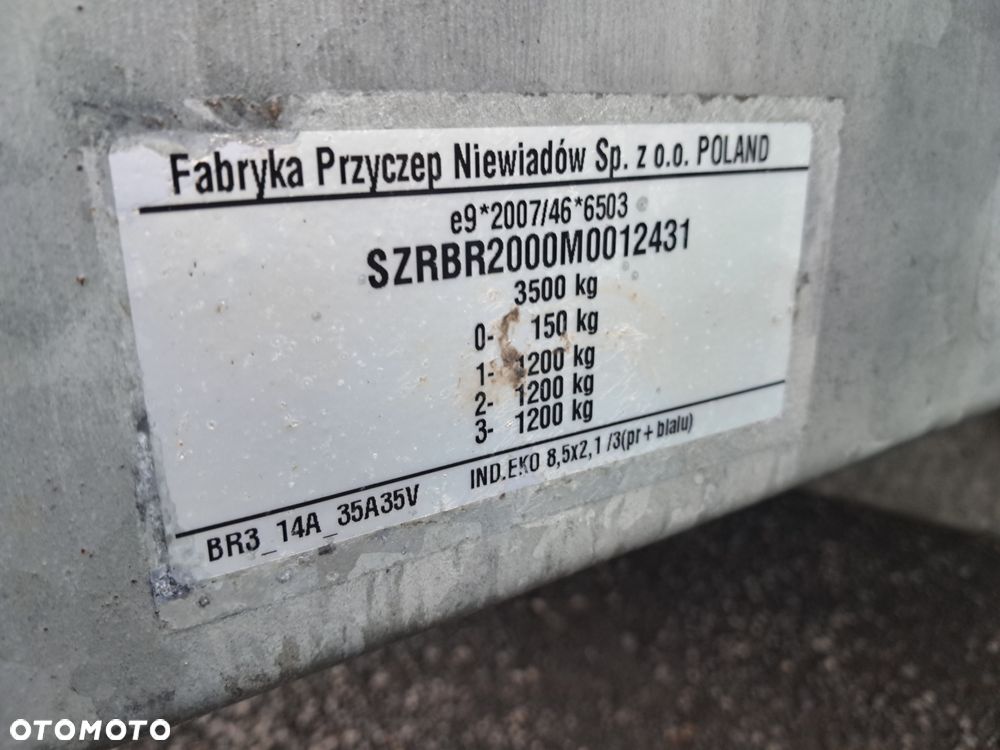 Fabryka Przyczep Niewiadów Sp. z o.o. POLAND
e9*2007/46*6503
SZRBR2000M0012431
3500 kg
0- 150 kg
1- 1200 kg
2- 1200 kg
3- 1200 kg
IND.EKO 8,5x2,1 /3(pr+blalu)
BR3_14A_35A35V
OTOMOTO